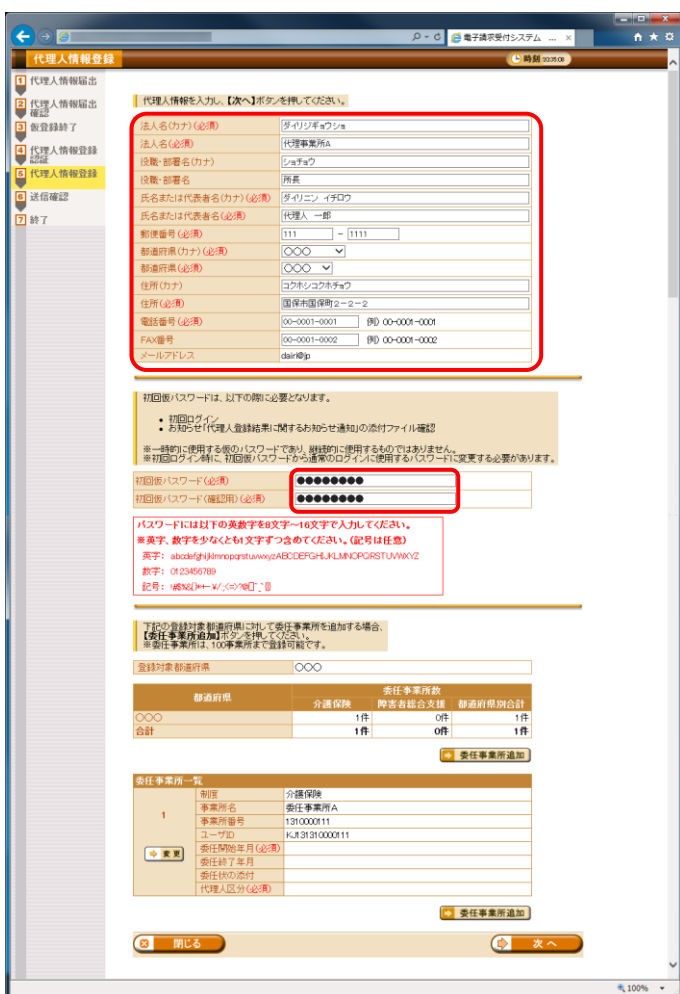 電子請求受付システム ... ×
代理人情報登録
時刻
1 代理人情報届出
2 代理人情報届出
確認
3 仮登録終了
4 代理人情報登録
認証
5 代理人情報登録
6 送信確認
7 終了
代理人情報を入力し、【次へ】ボタンを押してください。
法人名(カナ)(必須) ダイリジギョウショ
法人名(必須) 代理事業所A
役職・部署名(カナ) ショチョウ
役職・部署名 所長
氏名または代表者名(カナ)(必須) ダイリニン イチロウ
氏名または代表者名(必須) 代理人 一郎
郵便番号(必須) 111 - 1111
都道府県(カナ)(必須) ○○○
都道府県(必須) ○○○
住所(カナ) コクホシコクホチョウ
住所(必須) 国保市国保町2-2-2
電話番号(必須) 00-0001-0001 例) 00-0001-0001
FAX番号 00-0001-0002 例) 00-0001-0002
メールアドレス dairi@jp
初回仮パスワードは、以下の際に必要となります。
• 初回ログイン
• お知らせ「代理人登録結果に関するお知らせ通知」の添付ファイル確認
※一時的に使用する仮のパスワードであり、継続的に使用するものではありません。
※初回ログイン時に、初回仮パスワードから通常のログインに使用するパスワードに変更する必要があります。
初回仮パスワード(必須) ●●●●●●●●
初回仮パスワード(確認用)(必須) ●●●●●●●●
パスワードには以下の英数字を8文字~16文字で入力してください。
※英字、数字を少なくとも1文字ずつ含めてください。(記号は任意)
英字: abcdefghijklmnopqrstuvwxyzABCDEFGHIJKLMNOPQRSTUVWXYZ
数字: 0123456789
記号:
下記の登録対象都道府県に対して委任事業所を追加する場合、
【委任事業所追加】ボタンを押してください。
※委任事業所は、100事業所まで登録可能です。
登録対象都道府県 ○○○
都道府県 委任事業所数
介護保険 障害者総合支援 都道府県別合計
○○○ 1件 0件 1件
合計 1件 0件 1件
委任事業所追加
委任事業所一覧
1
変更
制度 介護保険
事業所名 委任事業所A
事業所番号 1310000111
ユーザID KJ131310000111
委任開始年月(必須)
委任終了年月
委任状の添付
代理人区分(必須)
委任事業所追加
閉じる 次へ
100%